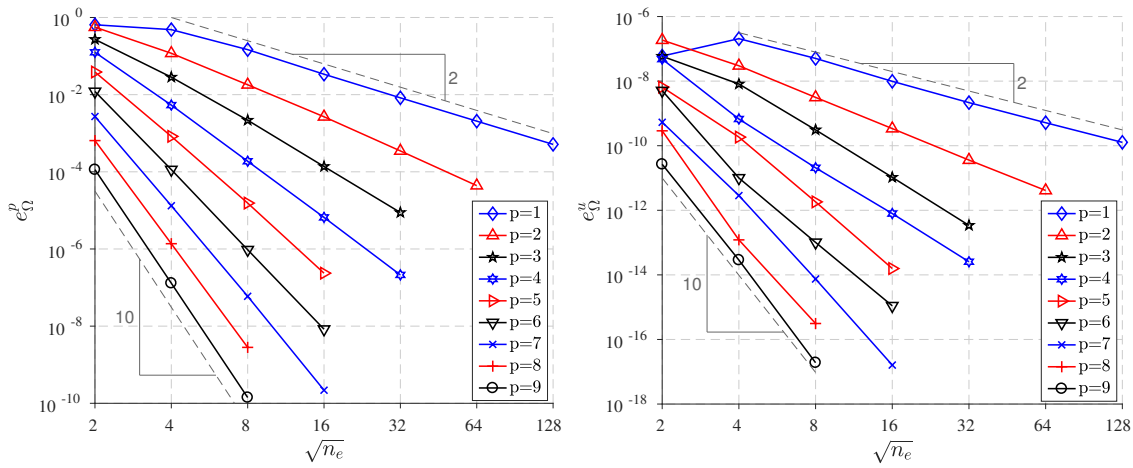 10^0
10^-2
10^-4
10^-6
10^-8
10^-10
e_Ω^p
2
10
p=1
p=2
p=3
p=4
p=5
p=6
p=7
p=8
p=9
2 4 8 16 32 64 128
√n_e
10^-6
10^-8
10^-10
10^-12
10^-14
10^-16
10^-18
e_Ω^u
2
10
p=1
p=2
p=3
p=4
p=5
p=6
p=7
p=8
p=9
2 4 8 16 32 64 128
√n_e